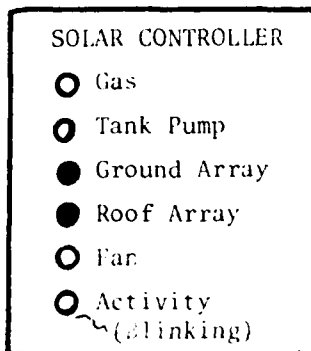 SOLAR CONTROLLER
Gas
Tank Pump
Ground Array
Roof Array
Fan
Activity
(Blinking)